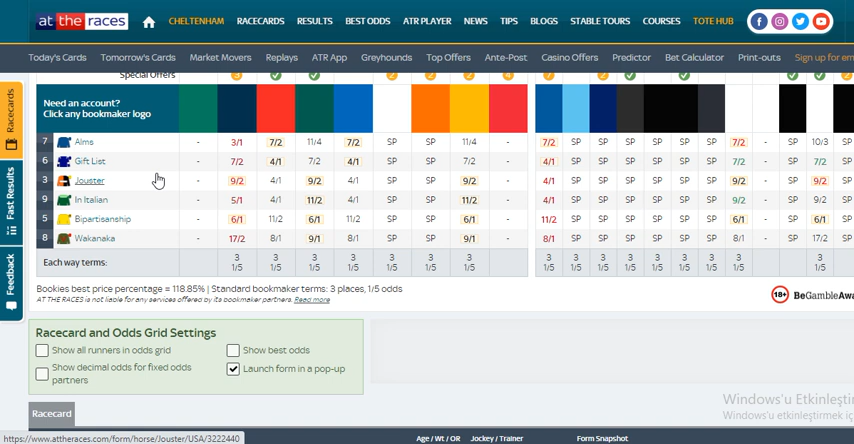 at the races CHELTENHAM RACECARDS RESULTS BEST ODDS ATR PLAYER NEWS TIPS BLOGS STABLE TOURS COURSES TOTE HUB
Today's Cards Tomorrow's Cards Market Movers Replays ATR App Greyhounds Top Offers Ante-Post Casino Offers Predictor Bet Calculator Print-outs Sign up for em
Racecards
Fast Results
Feedback
Special Offers
Need an account?
Click any bookmaker logo
7 Alms - 3/1 7/2 11/4 7/2 SP SP 11/4 - 7/2 SP SP SP SP SP SP 7/2 - SP 10/3 SP
6 Gift List - 7/2 4/1 7/2 4/1 SP SP 7/2 - 4/1 SP SP SP SP SP SP 7/2 - SP 7/2 SP
3 Jouster - 9/2 4/1 9/2 4/1 SP SP 9/2 - 4/1 SP SP SP SP SP SP 9/2 - SP 9/2 SP
9 In Italian - 5/1 4/1 11/2 4/1 SP SP 11/2 - 4/1 SP SP SP SP SP SP 9/2 - SP 9/2 SP
5 Bipartisanship - 6/1 11/2 6/1 11/2 SP SP 6/1 - 11/2 SP SP SP SP SP SP 6/1 - SP 6/1 SP
8 Wakanaka - 17/2 8/1 9/1 8/1 SP SP 9/1 - 8/1 SP SP SP SP SP SP 8/1 - SP 17/2 SP
Each way terms: 3 3 3 3 3 3 3 3 3 3 3 3 3 3 3 3 3
1/5 1/5 1/5 1/5 1/5 1/5 1/5 1/5 1/5 1/5 1/5 1/5 1/5 1/5 1/5 1/5 1/5
Bookies best price percentage = 118.85% | Standard bookmaker terms: 3 places, 1/5 odds
AT THE RACES is not liable for any services offered by its bookmaker partners. Read more
18+ BeGambleAwa
Racecard and Odds Grid Settings
Show all runners in odds grid Show best odds
Show decimal odds for fixed odds partners Launch form in a pop-up
Windows'u Etkinleştir
Windows'u etkinleştirmek iç
Racecard
https://www.attheraces.com/form/horse/Jouster/USA/3222440
Age / Wt / OR Jockey / Trainer Form Snapshot